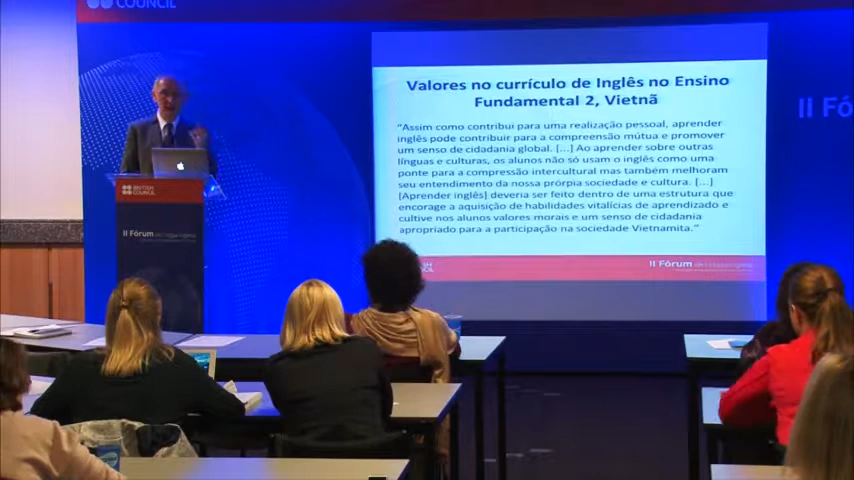 BRITISH COUNCIL
Valores no currículo de Inglês no Ensino
Fundamental 2, Vietnã
"Assim como contribui para uma realização pessoal, aprender
inglês pode contribuir para a compreensão mútua e promover
um senso de cidadania global. […] Ao aprender sobre outras
línguas e culturas, os alunos não só usam o inglês como uma
ponte para a compreensão intercultural mas também melhoram
seu entendimento da nossa própria sociedade e cultura. […]
[Aprender inglês] deveria ser feito dentro de uma estrutura que
encorage a aquisição de habilidades vitalícias de aprendizado e
cultive nos alunos valores morais e um senso de cidadania
apropriado para a participação na sociedade Vietnamita."
II Fórum
BRITISH
COUNCIL
II Fórum
II FÓ